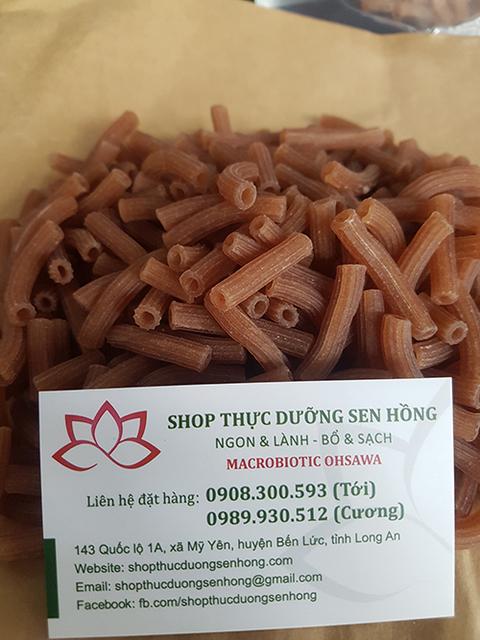 SHOP THỰC DƯỠNG SEN HỒNG
NGON & LÀNH - BỔ & SẠCH
MACROBIOTIC OHSAWA
Liên hệ đặt hàng: 0908.300.593 (Tới)
0989.930.512 (Cương)
143 Quốc lộ 1A, xã Mỹ Yên, huyện Bến Lức, tỉnh Long An
Website: shopthucduongsenhong.com
Email: shopthucduongsenhong@gmail.com
Facebook: fb.com/shopthucduongsenhong